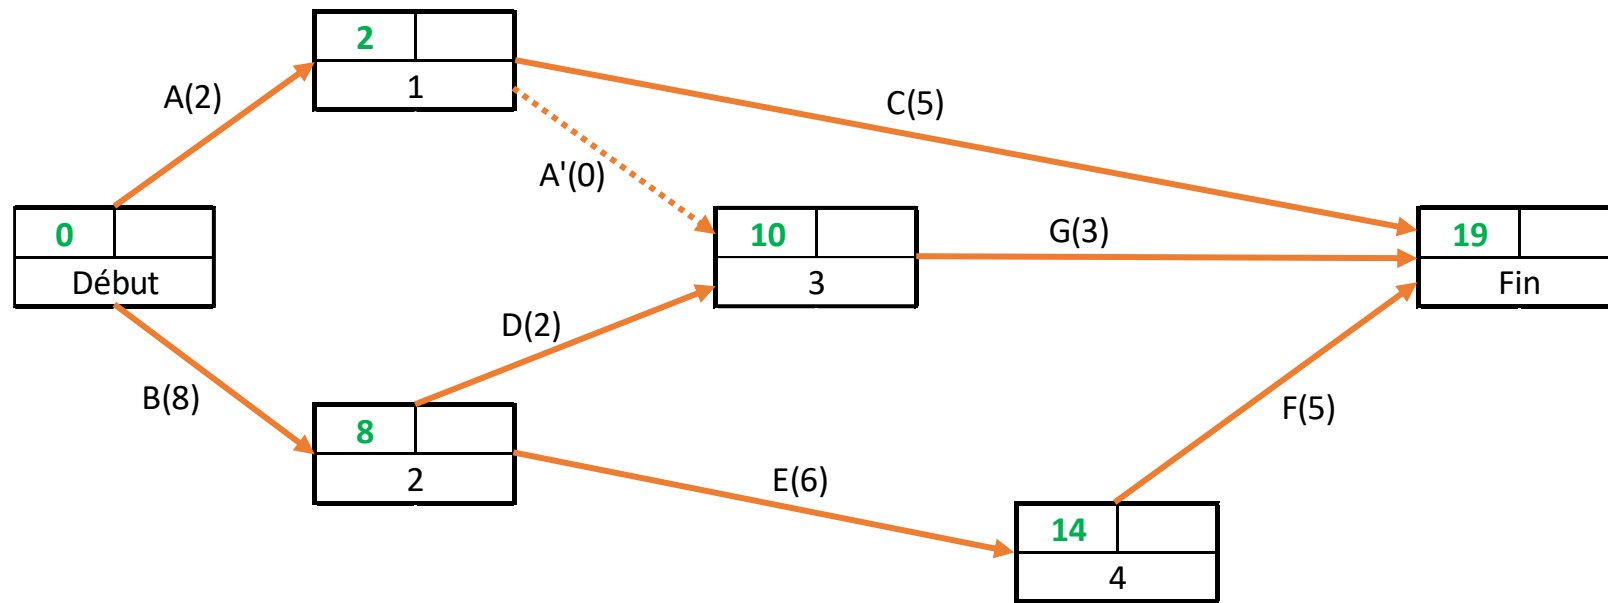 2
1
A(2)
C(5)
A'(0)
0
Début
10
3
G(3)
19
Fin
D(2)
B(8)
8
2
E(6)
F(5)
14
4